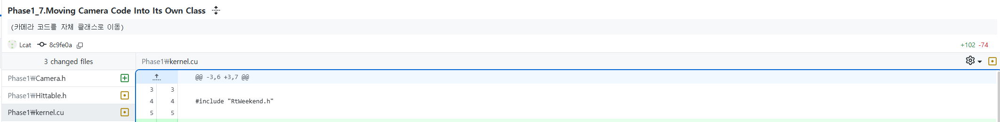 Phase1_7.Moving Camera Code Into Its Own Class
(카메라 코드를 자체 클래스로 이동)
Lcat 8c9fe0a +102 -74
3 changed files
Phase1₩kernel.cu
Phase1₩Camera.h
Phase1₩Hittable.h
Phase1₩kernel.cu
@@ -3,6 +3,7 @@
3 3
4 4 #include "RtWeekend.h"
5 5